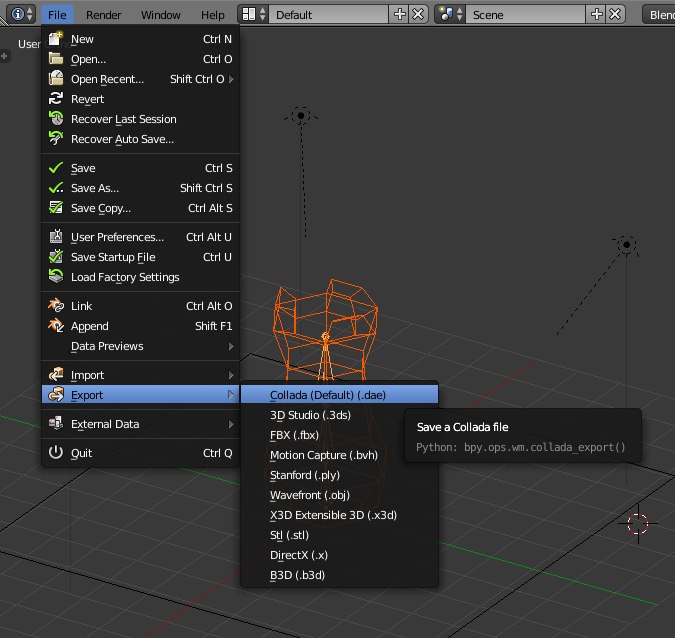 File Render Window Help Default Scene Blen
User
New Ctrl N
Open... Ctrl O
Open Recent... Shift Ctrl O
Revert
Recover Last Session
Recover Auto Save...
Save Ctrl S
Save As... Shift Ctrl S
Save Copy... Ctrl Alt S
User Preferences... Ctrl Alt U
Save Startup File Ctrl U
Load Factory Settings
Link Ctrl Alt O
Append Shift F1
Data Previews
Import
Export
External Data
Quit Ctrl Q
Collada (Default) (.dae)
3D Studio (.3ds)
FBX (.fbx)
Motion Capture (.bvh)
Stanford (.ply)
Wavefront (.obj)
X3D Extensible 3D (.x3d)
Stl (.stl)
DirectX (.x)
B3D (.b3d)
Save a Collada file
Python: bpy.ops.wm.collada_export()